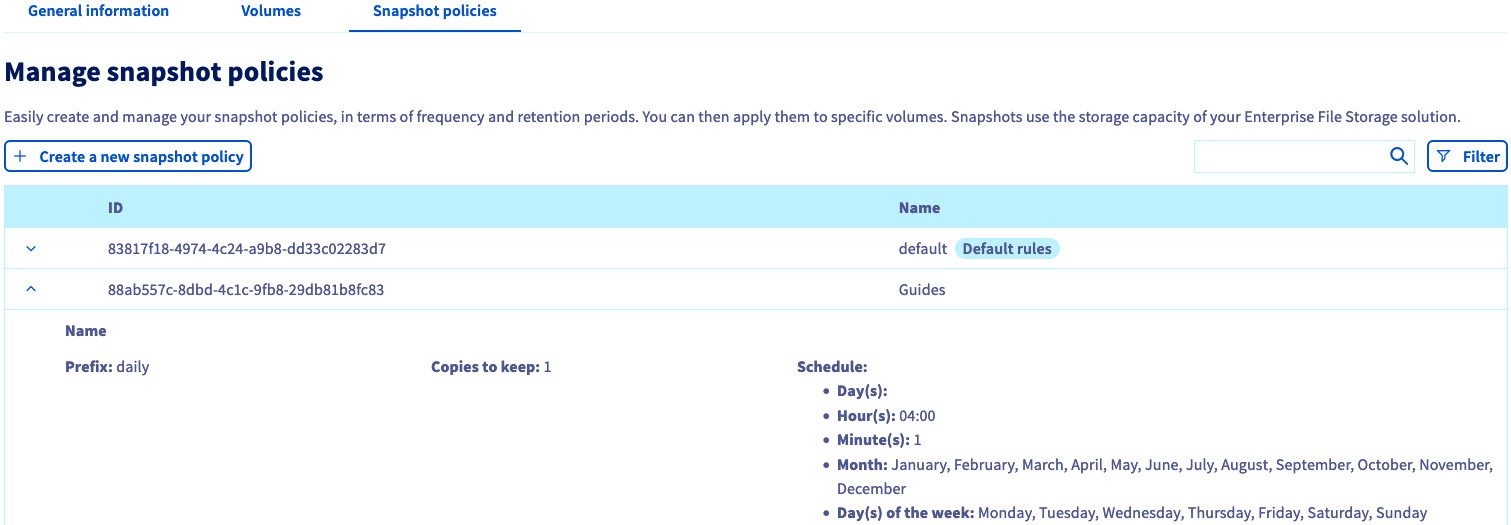 General information Volumes Snapshot policies
Manage snapshot policies
Easily create and manage your snapshot policies, in terms of frequency and retention periods. You can then apply them to specific volumes. Snapshots use the storage capacity of your Enterprise File Storage solution.
+ Create a new snapshot policy Filter
ID Name
83817f18-4974-4c24-a9b8-dd33c02283d7 default Default rules
88ab557c-8dbd-4c1c-9fb8-29db81b8fc83 Guides
Name
Prefix: daily Copies to keep: 1 Schedule:
• Day(s):
• Hour(s): 04:00
• Minute(s): 1
• Month: January, February, March, April, May, June, July, August, September, October, November,
December
• Day(s) of the week: Monday, Tuesday, Wednesday, Thursday, Friday, Saturday, Sunday